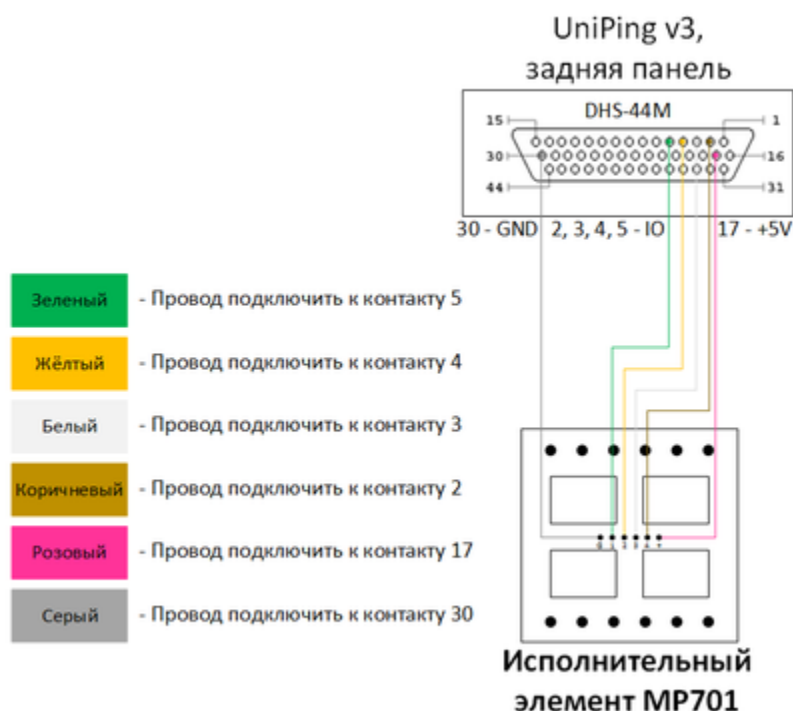 UniPing v3,
задняя панель
DHS-44M
15
1
30
16
44
31
30 - GND 2, 3, 4, 5 - IO 17 - +5V
Зеленый - Провод подключить к контакту 5
Жёлтый - Провод подключить к контакту 4
Белый - Провод подключить к контакту 3
Коричневый - Провод подключить к контакту 2
Розовый - Провод подключить к контакту 17
Серый - Провод подключить к контакту 30
Исполнительный
элемент MP701